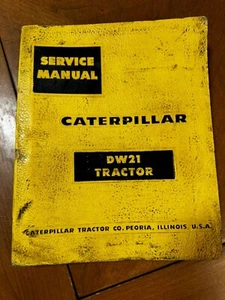 SERVICE
MANUAL
CATERPILLAR
DW21
TRACTOR
CATERPILLAR TRACTOR CO. PEORIA, ILLINOIS, U.S.A.